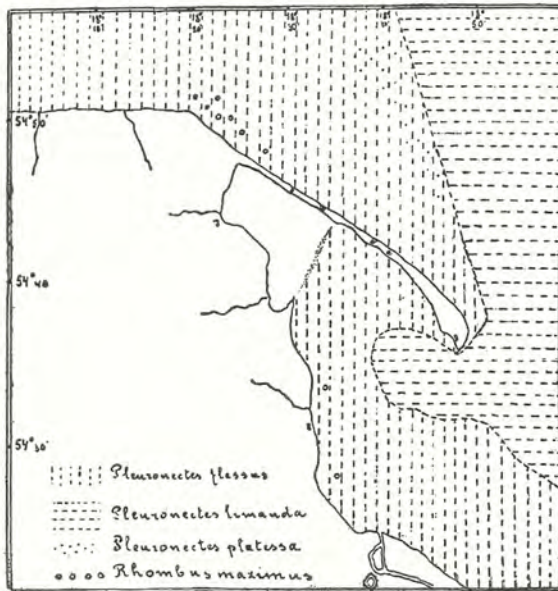 54°50'
54°40
54°30'
Pleuronectes flessus
Pleuronectes limanda
Pleuronectes platessa
Rhombus maximus